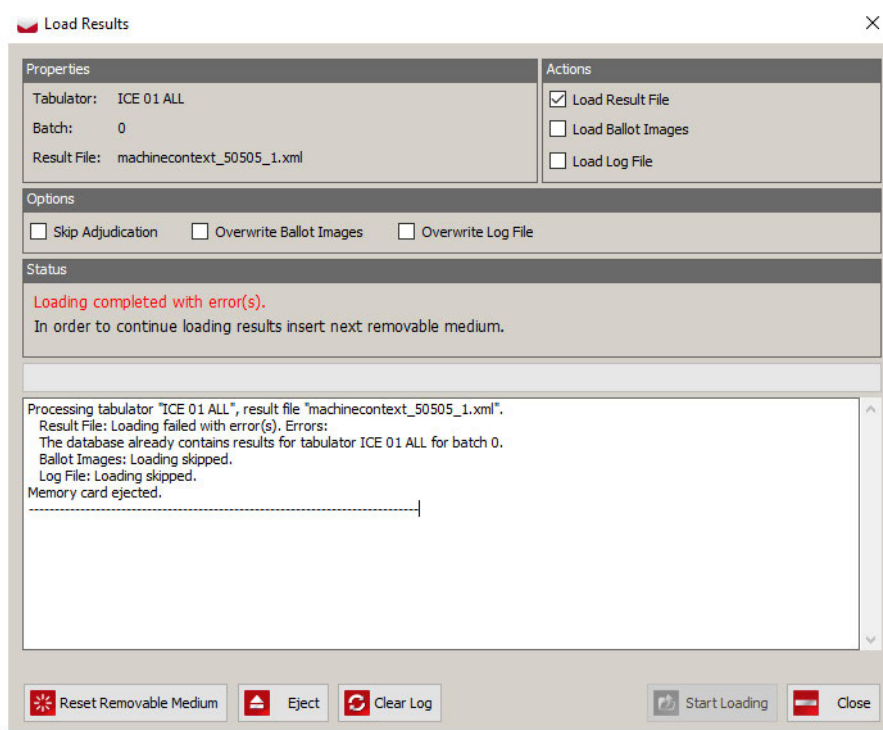 Load Results
Properties
Tabulator: ICE 01 ALL
Batch: 0
Result File: machinecontext_50505_1.xml
Actions
Load Result File
Load Ballot Images
Load Log File
Options
Skip Adjudication Overwrite Ballot Images Overwrite Log File
Status
Loading completed with error(s).
In order to continue loading results insert next removable medium.
Processing tabulator "ICE 01 ALL", result file "machinecontext_50505_1.xml".
Result File: Loading failed with error(s). Errors:
The database already contains results for tabulator ICE 01 ALL for batch 0.
Ballot Images: Loading skipped.
Log File: Loading skipped.
Memory card ejected.
--------------------------------------------------------------------------------
Reset Removable Medium Eject Clear Log Start Loading Close